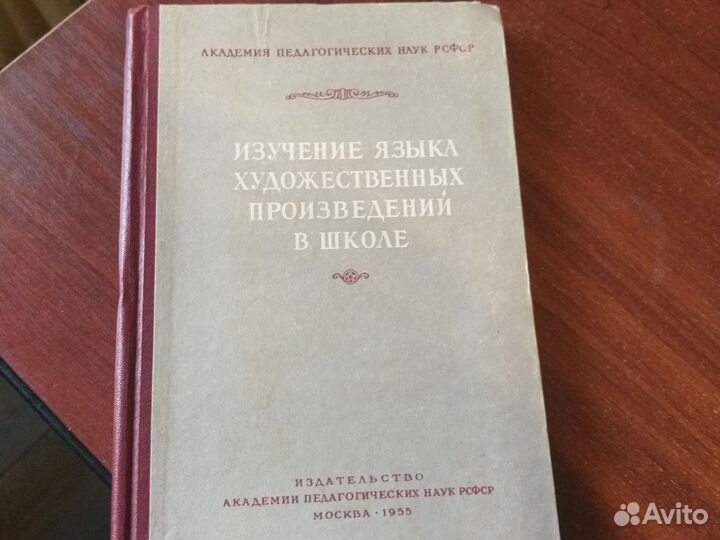 АКАДЕМИЯ ПЕДАГОГИЧЕСКИХ НАУК РСФСР
ИЗУЧЕНИЕ ЯЗЫКА
ХУДОЖЕСТВЕННЫХ
ПРОИЗВЕДЕНИЙ
В ШКОЛЕ
ИЗДАТЕЛЬСТВО
АКАДЕМИИ ПЕДАГОГИЧЕСКИХ НАУК РСФСР
МОСКВА · 1955
Avito